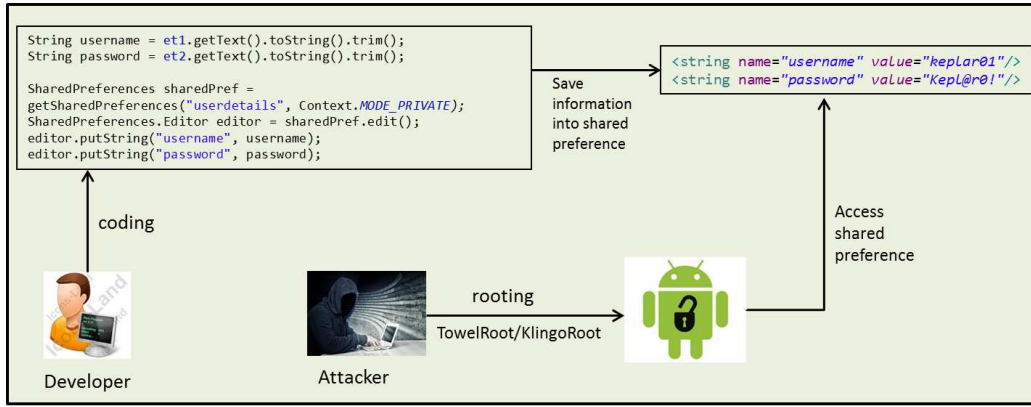 String username = et1.getText().toString().trim();
String password = et2.getText().toString().trim();
SharedPreferences sharedPref =
getSharedPreferences("userdetails", Context.MODE_PRIVATE);
SharedPreferences.Editor editor = sharedPref.edit();
editor.putString("username", username);
editor.putString("password", password);
Save
information
into shared
preference
<string name="username" value="keplar01"/>
<string name="password" value="Kepl@r0!"/>
coding
Developer
Attacker
rooting
TowelRoot/KlingoRoot
Access
shared
preference